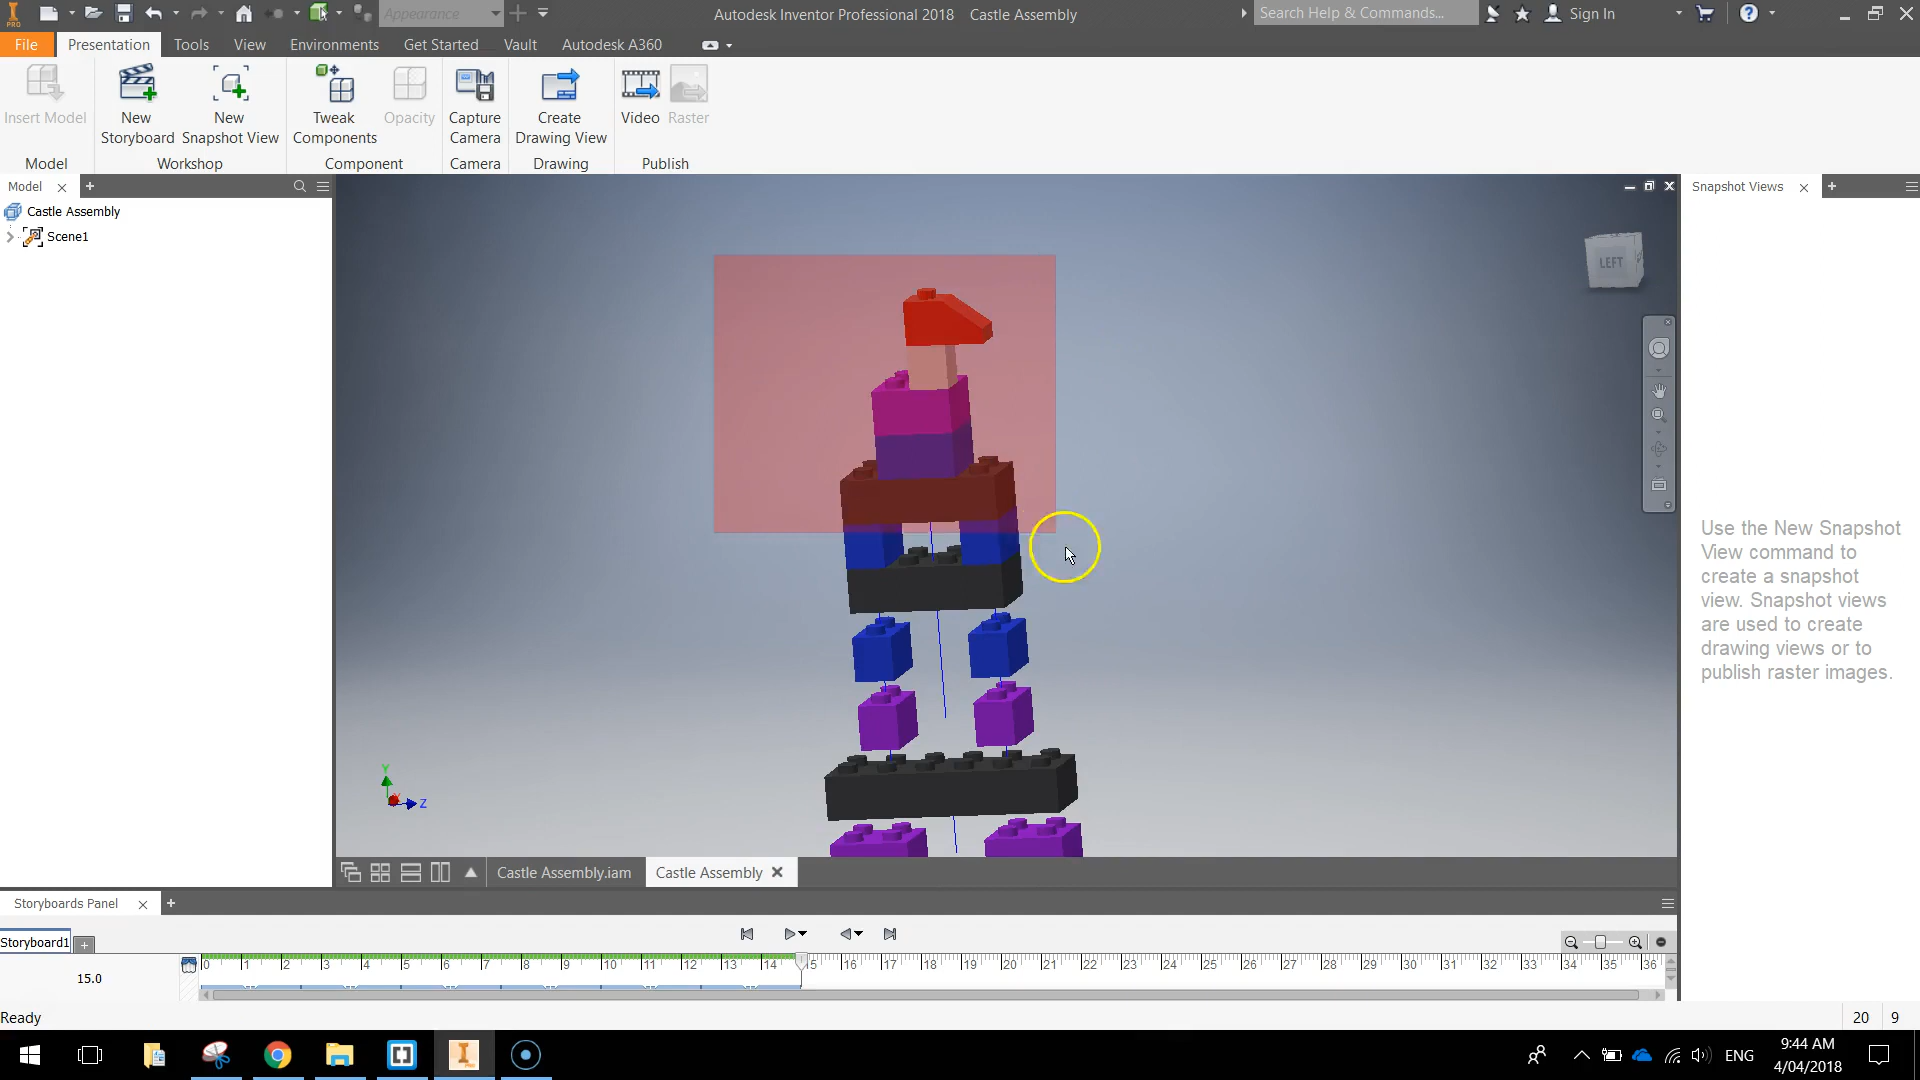 PRO
Appearance
Autodesk Inventor Professional 2018 Castle Assembly
Search Help & Commands...
Sign In
File Presentation Tools View Environments Get Started Vault Autodesk A360
Insert Model
New Storyboard
New Snapshot View
Tweak Components
Opacity
Capture Camera
Create Drawing View
Video
Raster
Model Workshop Component Camera Drawing Publish
Model
Castle Assembly
Scene1
LEFT
Y
X
Z
Snapshot Views
Use the New Snapshot
View command to
create a snapshot
view. Snapshot views
are used to create
drawing views or to
publish raster images.
Castle Assembly.iam Castle Assembly
Storyboards Panel
Storyboard1
15.0
0 1 2 3 4 5 6 7 8 9 10 11 12 13 14 15 16 17 18 19 20 21 22 23 24 25 26 27 28 29 30 31 32 33 34 35 36
Ready
20 9
ENG
9:44 AM
4/04/2018